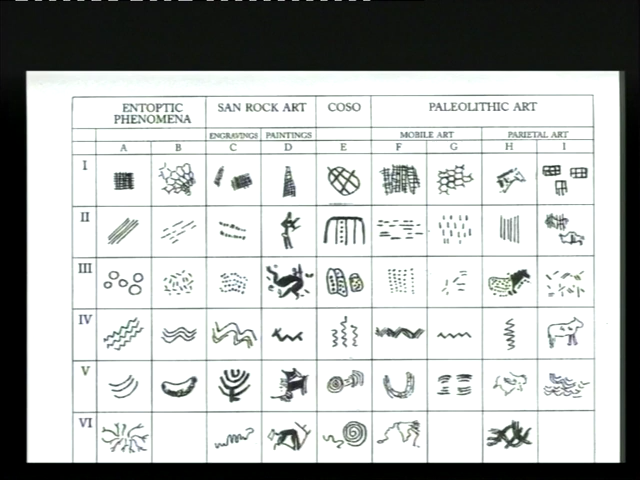 ENTOPTIC PHENOMENA SAN ROCK ART COSO PALEOLITHIC ART
ENGRAVINGS PAINTINGS MOBILE ART PARIETAL ART
A B C D E F G H I
I
II
III
IV
V
VI